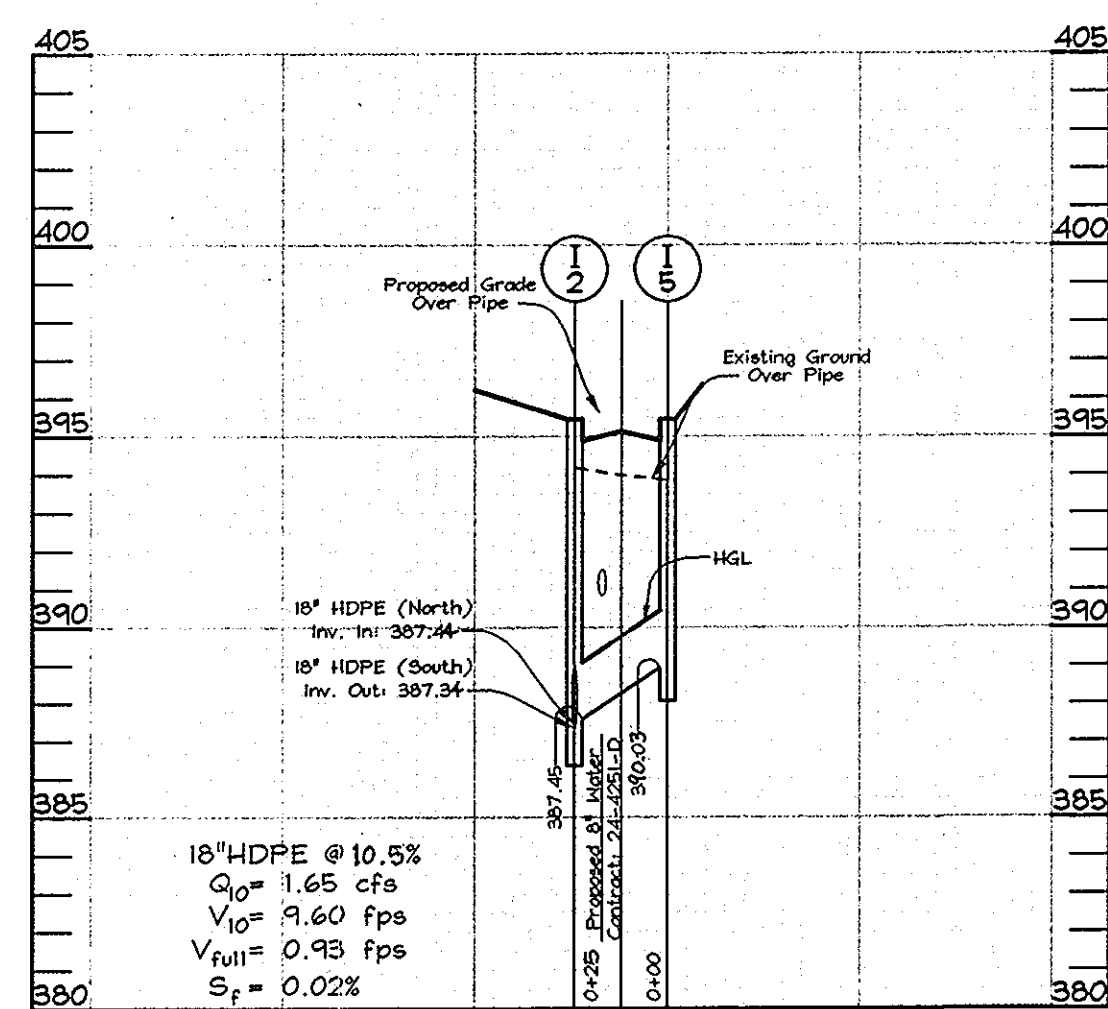 405
405
400
400
I
2
I
5
Proposed Grade
Over Pipe
Existing Ground
Over Pipe
395
395
HGL
390
390
18" HDPE (North)
Inv. In: 387.44
18" HDPE (South)
Inv. Out: 387.34
387.45
390.03
385
385
Proposed 8" Water
Contract: 24-4251-D
18"HDPE @ 10.5%
Q10= 1.65 cfs
V10= 9.60 fps
Vfull= 0.93 fps
Sf = 0.02%
0+25
0+00
380
380